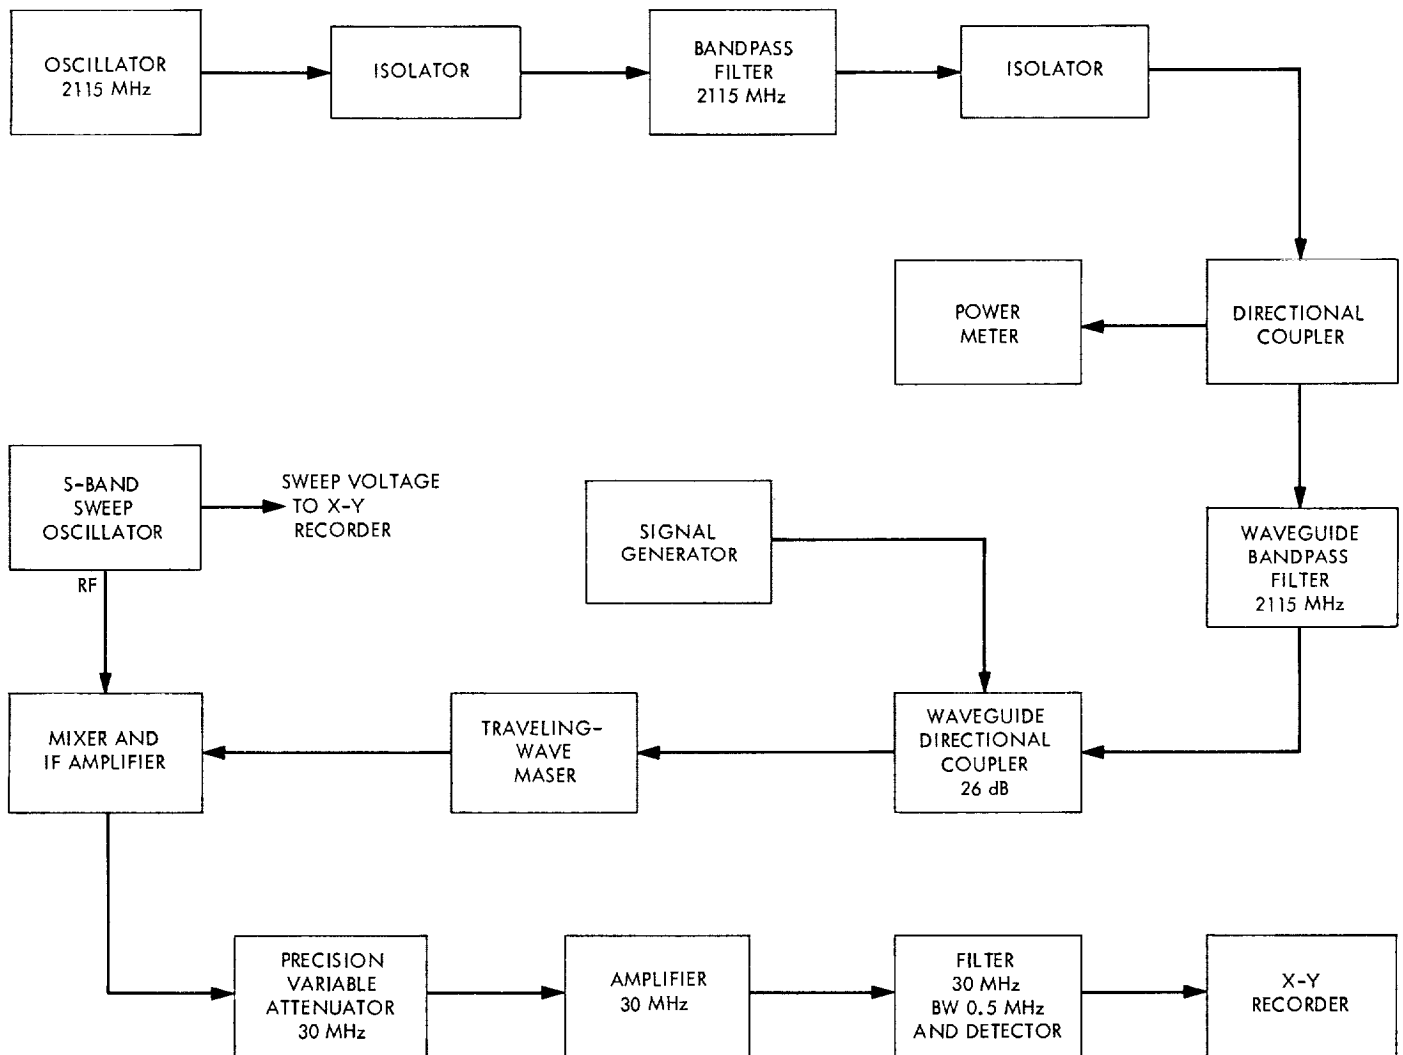 OSCILLATOR
2115 MHz
ISOLATOR
BANDPASS
FILTER
2115 MHz
ISOLATOR
POWER
METER
DIRECTIONAL
COUPLER
S-BAND
SWEEP
OSCILLATOR
SWEEP VOLTAGE
TO X-Y
RECORDER
RF
SIGNAL
GENERATOR
WAVEGUIDE
BANDPASS
FILTER
2115 MHz
MIXER AND
IF AMPLIFIER
TRAVELING-
WAVE
MASER
WAVEGUIDE
DIRECTIONAL
COUPLER
26 dB
PRECISION
VARIABLE
ATTENUATOR
30 MHz
AMPLIFIER
30 MHz
FILTER
30 MHz
BW 0.5 MHz
AND DETECTOR
X-Y
RECORDER